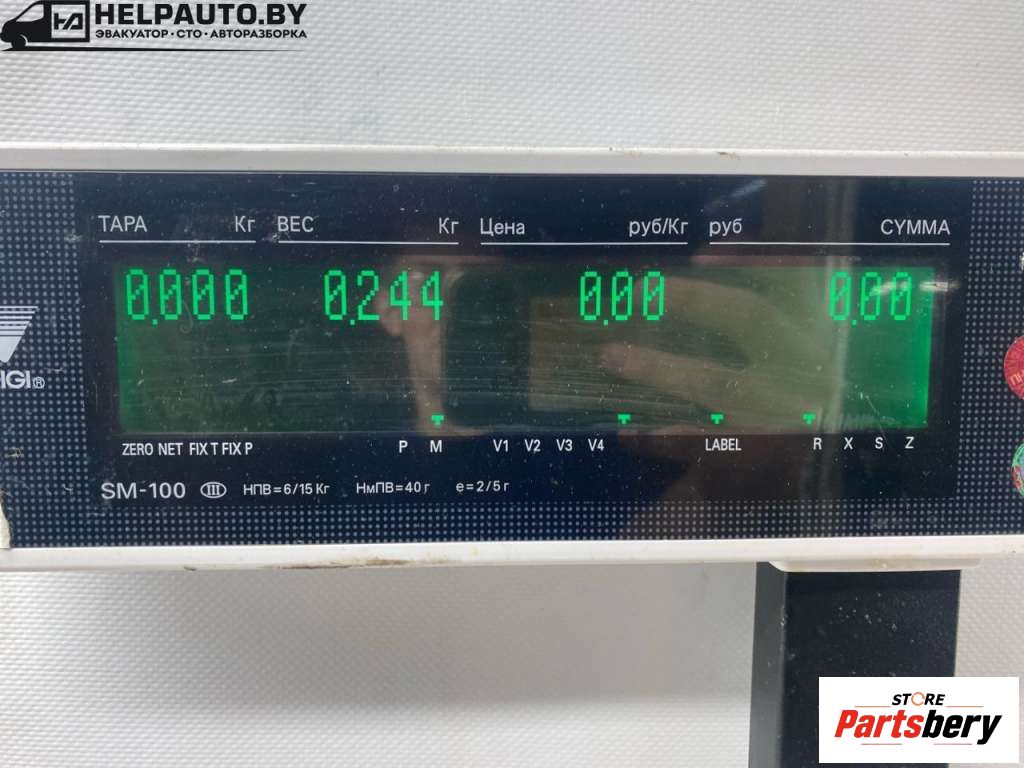 HELPAUTO.BY
ЭВАКУАТОР·СТО·АВТОРАЗБОРКА
ТАРА Кг ВЕС Кг Цена руб/Кг руб СУММА
0.000 0.244 0.00 0.00
IGI®
ZERO NET FIX T FIX P P M V1 V2 V3 V4 LABEL R X S Z
SM-100 III НПВ=6/15 Кг НмПВ=40 г e=2/5 г
STORE
Partsbery